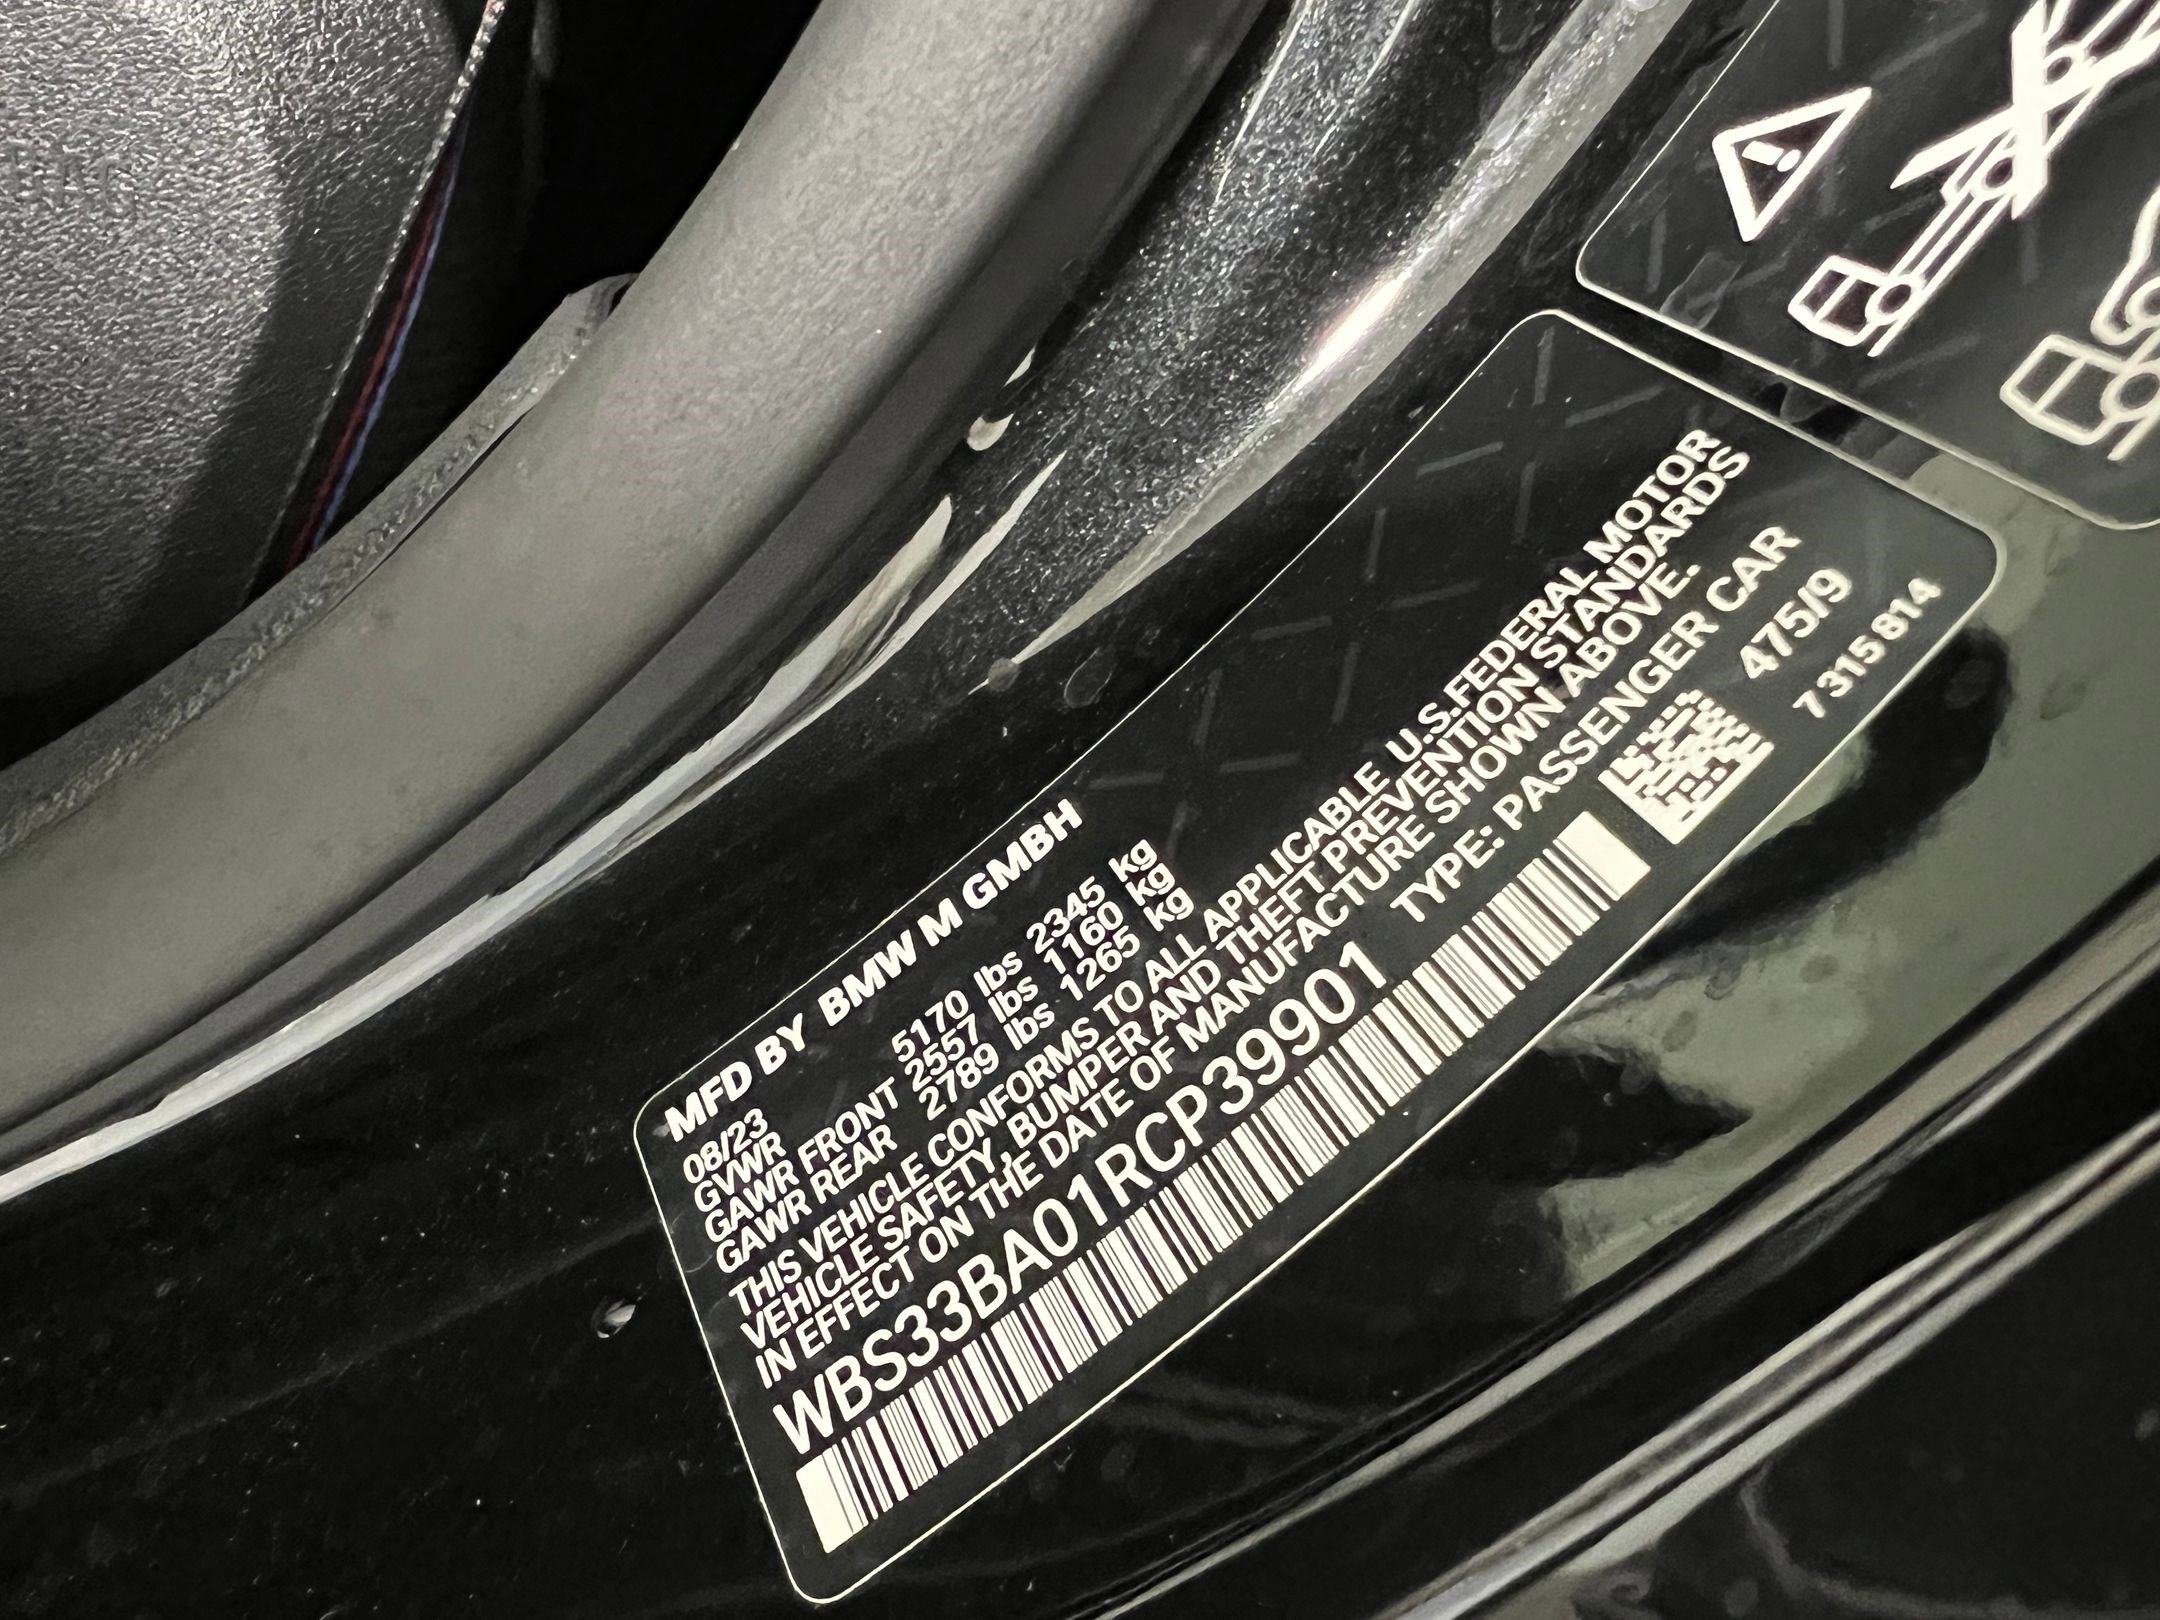 MFD BY BMW M GMBH
08/23
GVWR 5170 lbs 2345 kg
GAWR FRONT 2557 lbs 1160 kg
GAWR REAR 2789 lbs 1265 kg
THIS VEHICLE CONFORMS TO ALL APPLICABLE U.S.FEDERAL MOTOR
VEHICLE SAFETY, BUMPER AND THEFT PREVENTION STANDARDS
IN EFFECT ON THE DATE OF MANUFACTURE SHOWN ABOVE.
WBS33BA01RCP39901 TYPE: PASSENGER CAR
475/9
7 315 814